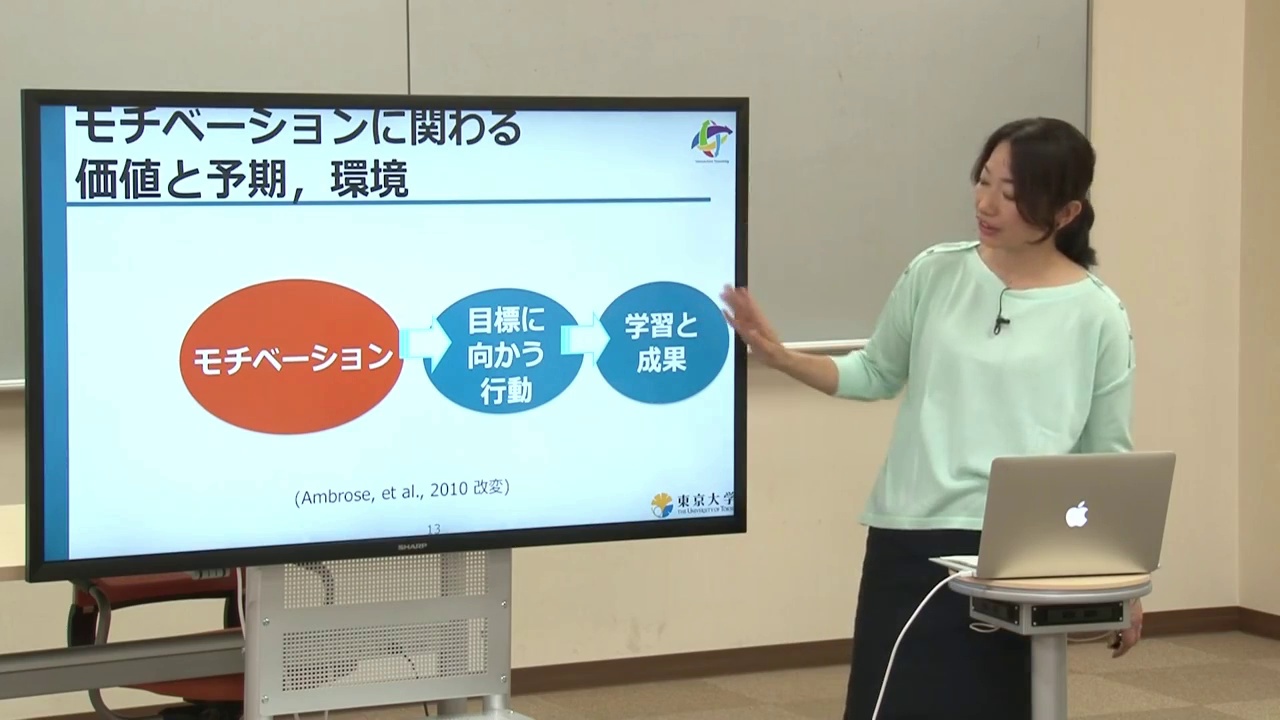 モチベーションに関わる
価値と予期，環境
モチベーション
目標に
向かう
行動
学習と
成果
(Ambrose, et al., 2010 改変)
13
東京大学
THE UNIVERSITY OF TOKYO
SHARP